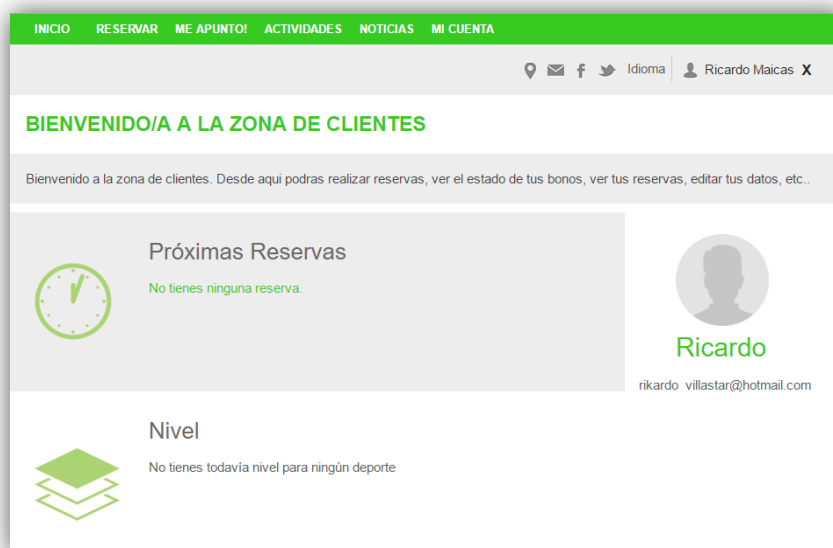 INICIO RESERVAR ME APUNTO! ACTIVIDADES NOTICIAS MI CUENTA
Idioma Ricardo Maicas X
BIENVENIDO/A A LA ZONA DE CLIENTES
Bienvenido a la zona de clientes. Desde aqui podras realizar reservas, ver el estado de tus bonos, ver tus reservas, editar tus datos, etc..
Próximas Reservas
No tienes ninguna reserva.
Ricardo
rikardo_villastar@hotmail.com
Nivel
No tienes todavía nivel para ningún deporte